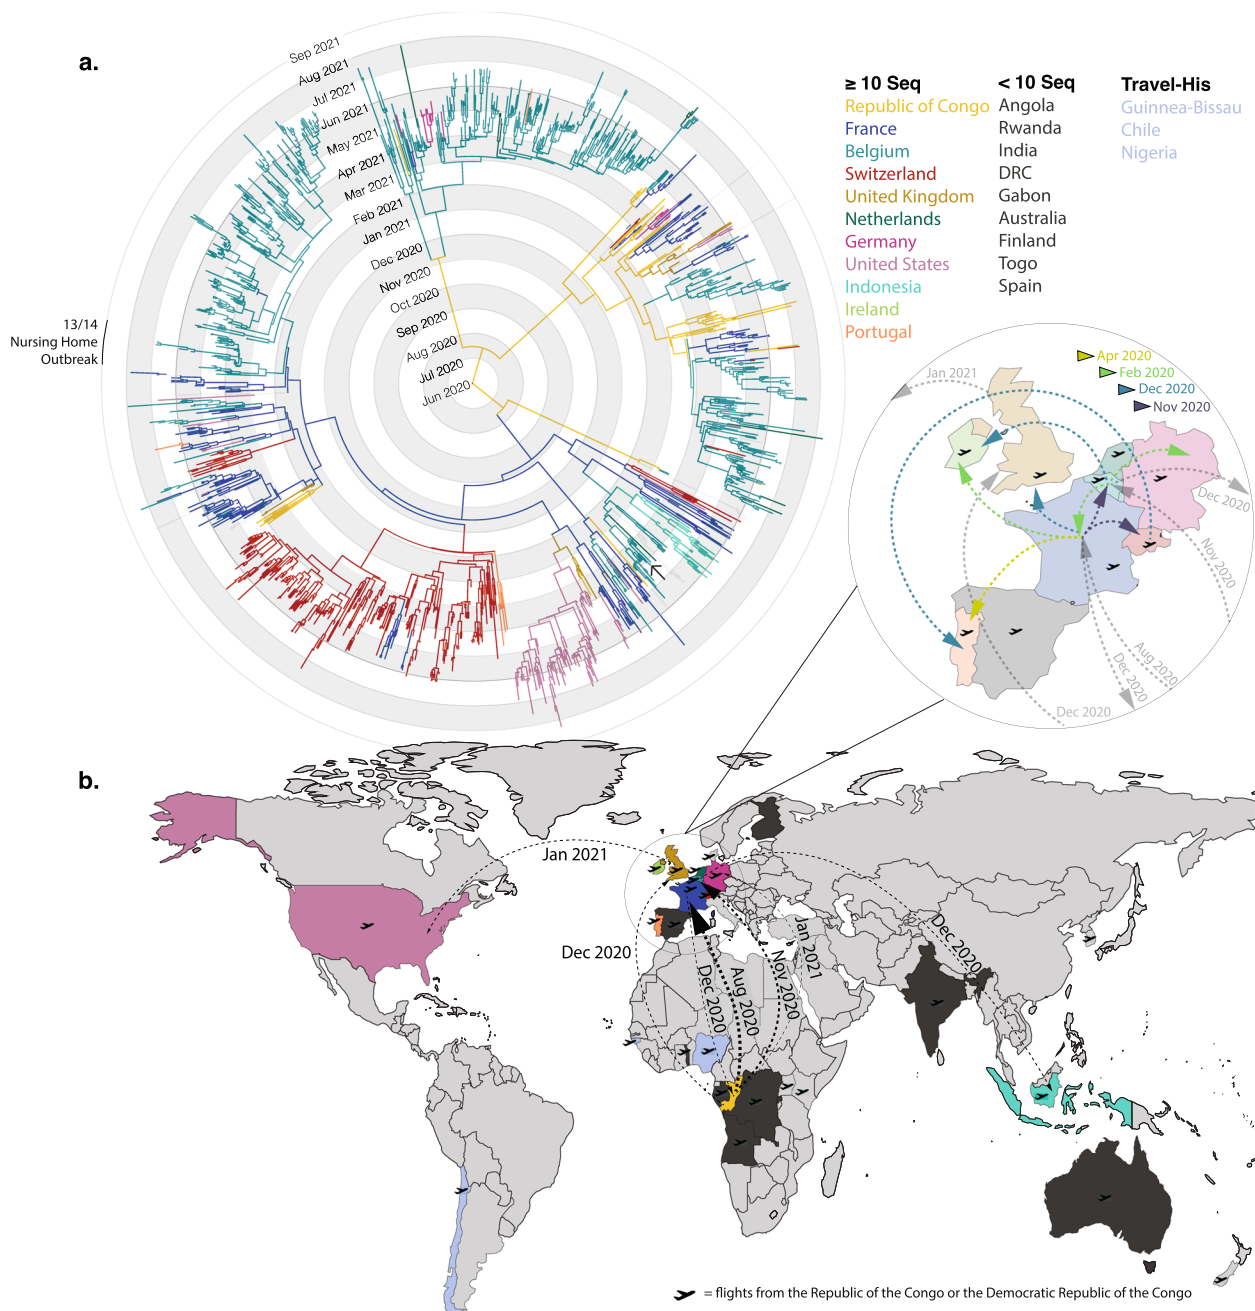 a.
Sep 2021
Aug 2021
Jul 2021
Jun 2021
May 2021
Apr 2021
Mar 2021
Feb 2021
Jan 2021
Dec 2020
Nov 2020
Oct 2020
Sep 2020
Aug 2020
Jul 2020
Jun 2020
13/14
Nursing Home
Outbreak
≥ 10 Seq
Republic of Congo
France
Belgium
Switzerland
United Kingdom
Netherlands
Germany
United States
Indonesia
Ireland
Portugal
< 10 Seq
Angola
Rwanda
India
DRC
Gabon
Australia
Finland
Togo
Spain
Travel-His
Guinnea-Bissau
Chile
Nigeria
Apr 2020
Feb 2020
Dec 2020
Nov 2020
Jan 2021
Dec 2020
Nov 2020
Aug 2020
Dec 2020
Dec 2020
b.
Jan 2021
Dec 2020
Dec 2020
Aug 2020
Nov 2020
Jan 2021
Dec 2020
= flights from the Republic of the Congo or the Democratic Republic of the Congo